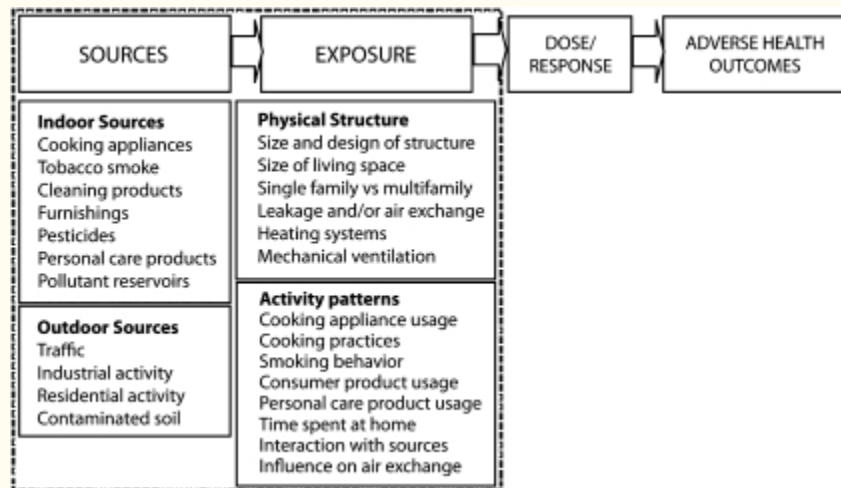 SOURCES
EXPOSURE
DOSE/
RESPONSE
ADVERSE HEALTH
OUTCOMES
Indoor Sources
Cooking appliances
Tobacco smoke
Cleaning products
Furnishings
Pesticides
Personal care products
Pollutant reservoirs
Outdoor Sources
Traffic
Industrial activity
Residential activity
Contaminated soil
Physical Structure
Size and design of structure
Size of living space
Single family vs multifamily
Leakage and/or air exchange
Heating systems
Mechanical ventilation
Activity patterns
Cooking appliance usage
Cooking practices
Smoking behavior
Consumer product usage
Personal care product usage
Time spent at home
Interaction with sources
Influence on air exchange